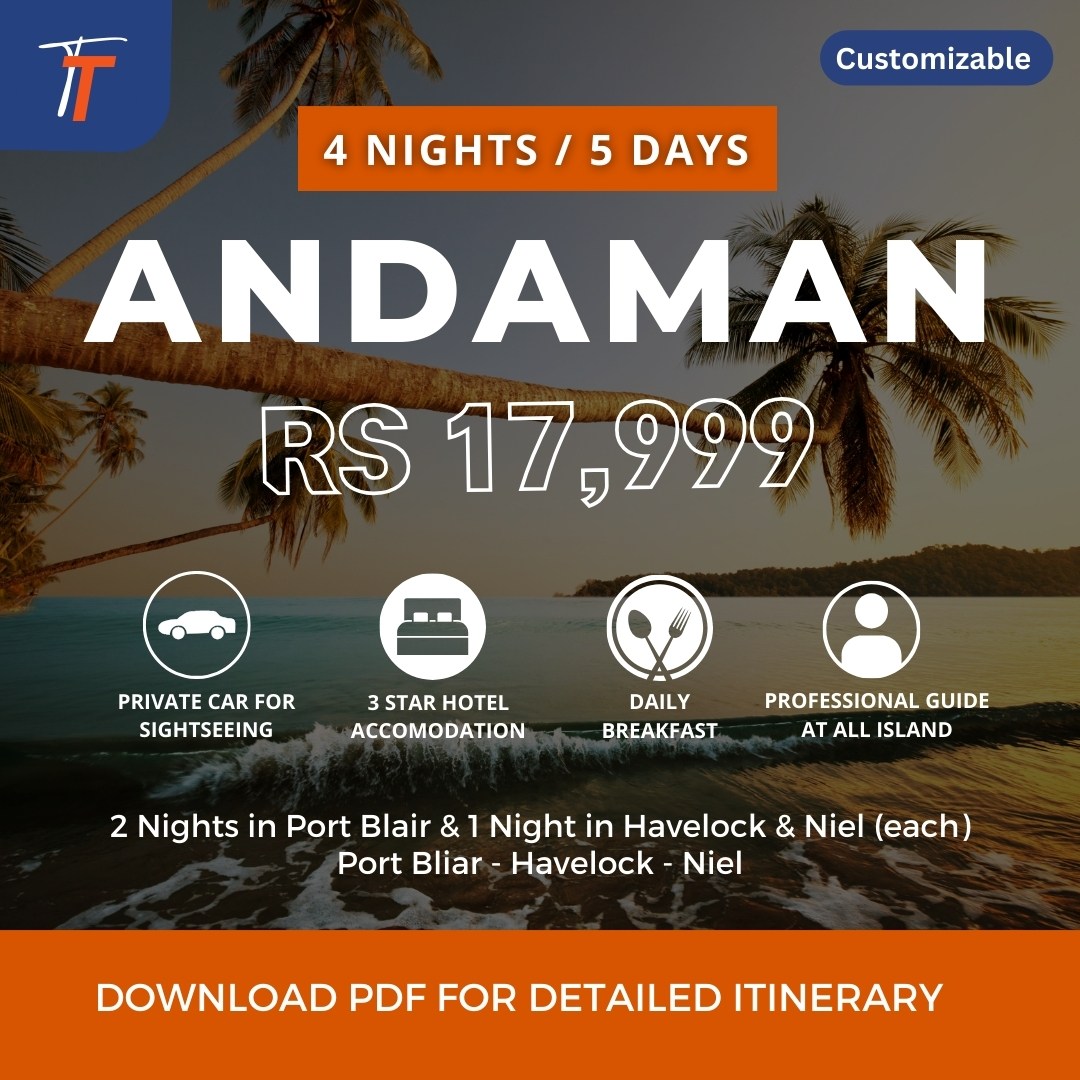 TT
Customizable
4 NIGHTS / 5 DAYS
ANDAMAN
RS 17,999
PRIVATE CAR FOR
SIGHTSEEING
3 STAR HOTEL
ACCOMODATION
DAILY
BREAKFAST
PROFESSIONAL GUIDE
AT ALL ISLAND
2 Nights in Port Blair & 1 Night in Havelock & Niel (each)
Port Bliar - Havelock - Niel
DOWNLOAD PDF FOR DETAILED ITINERARY